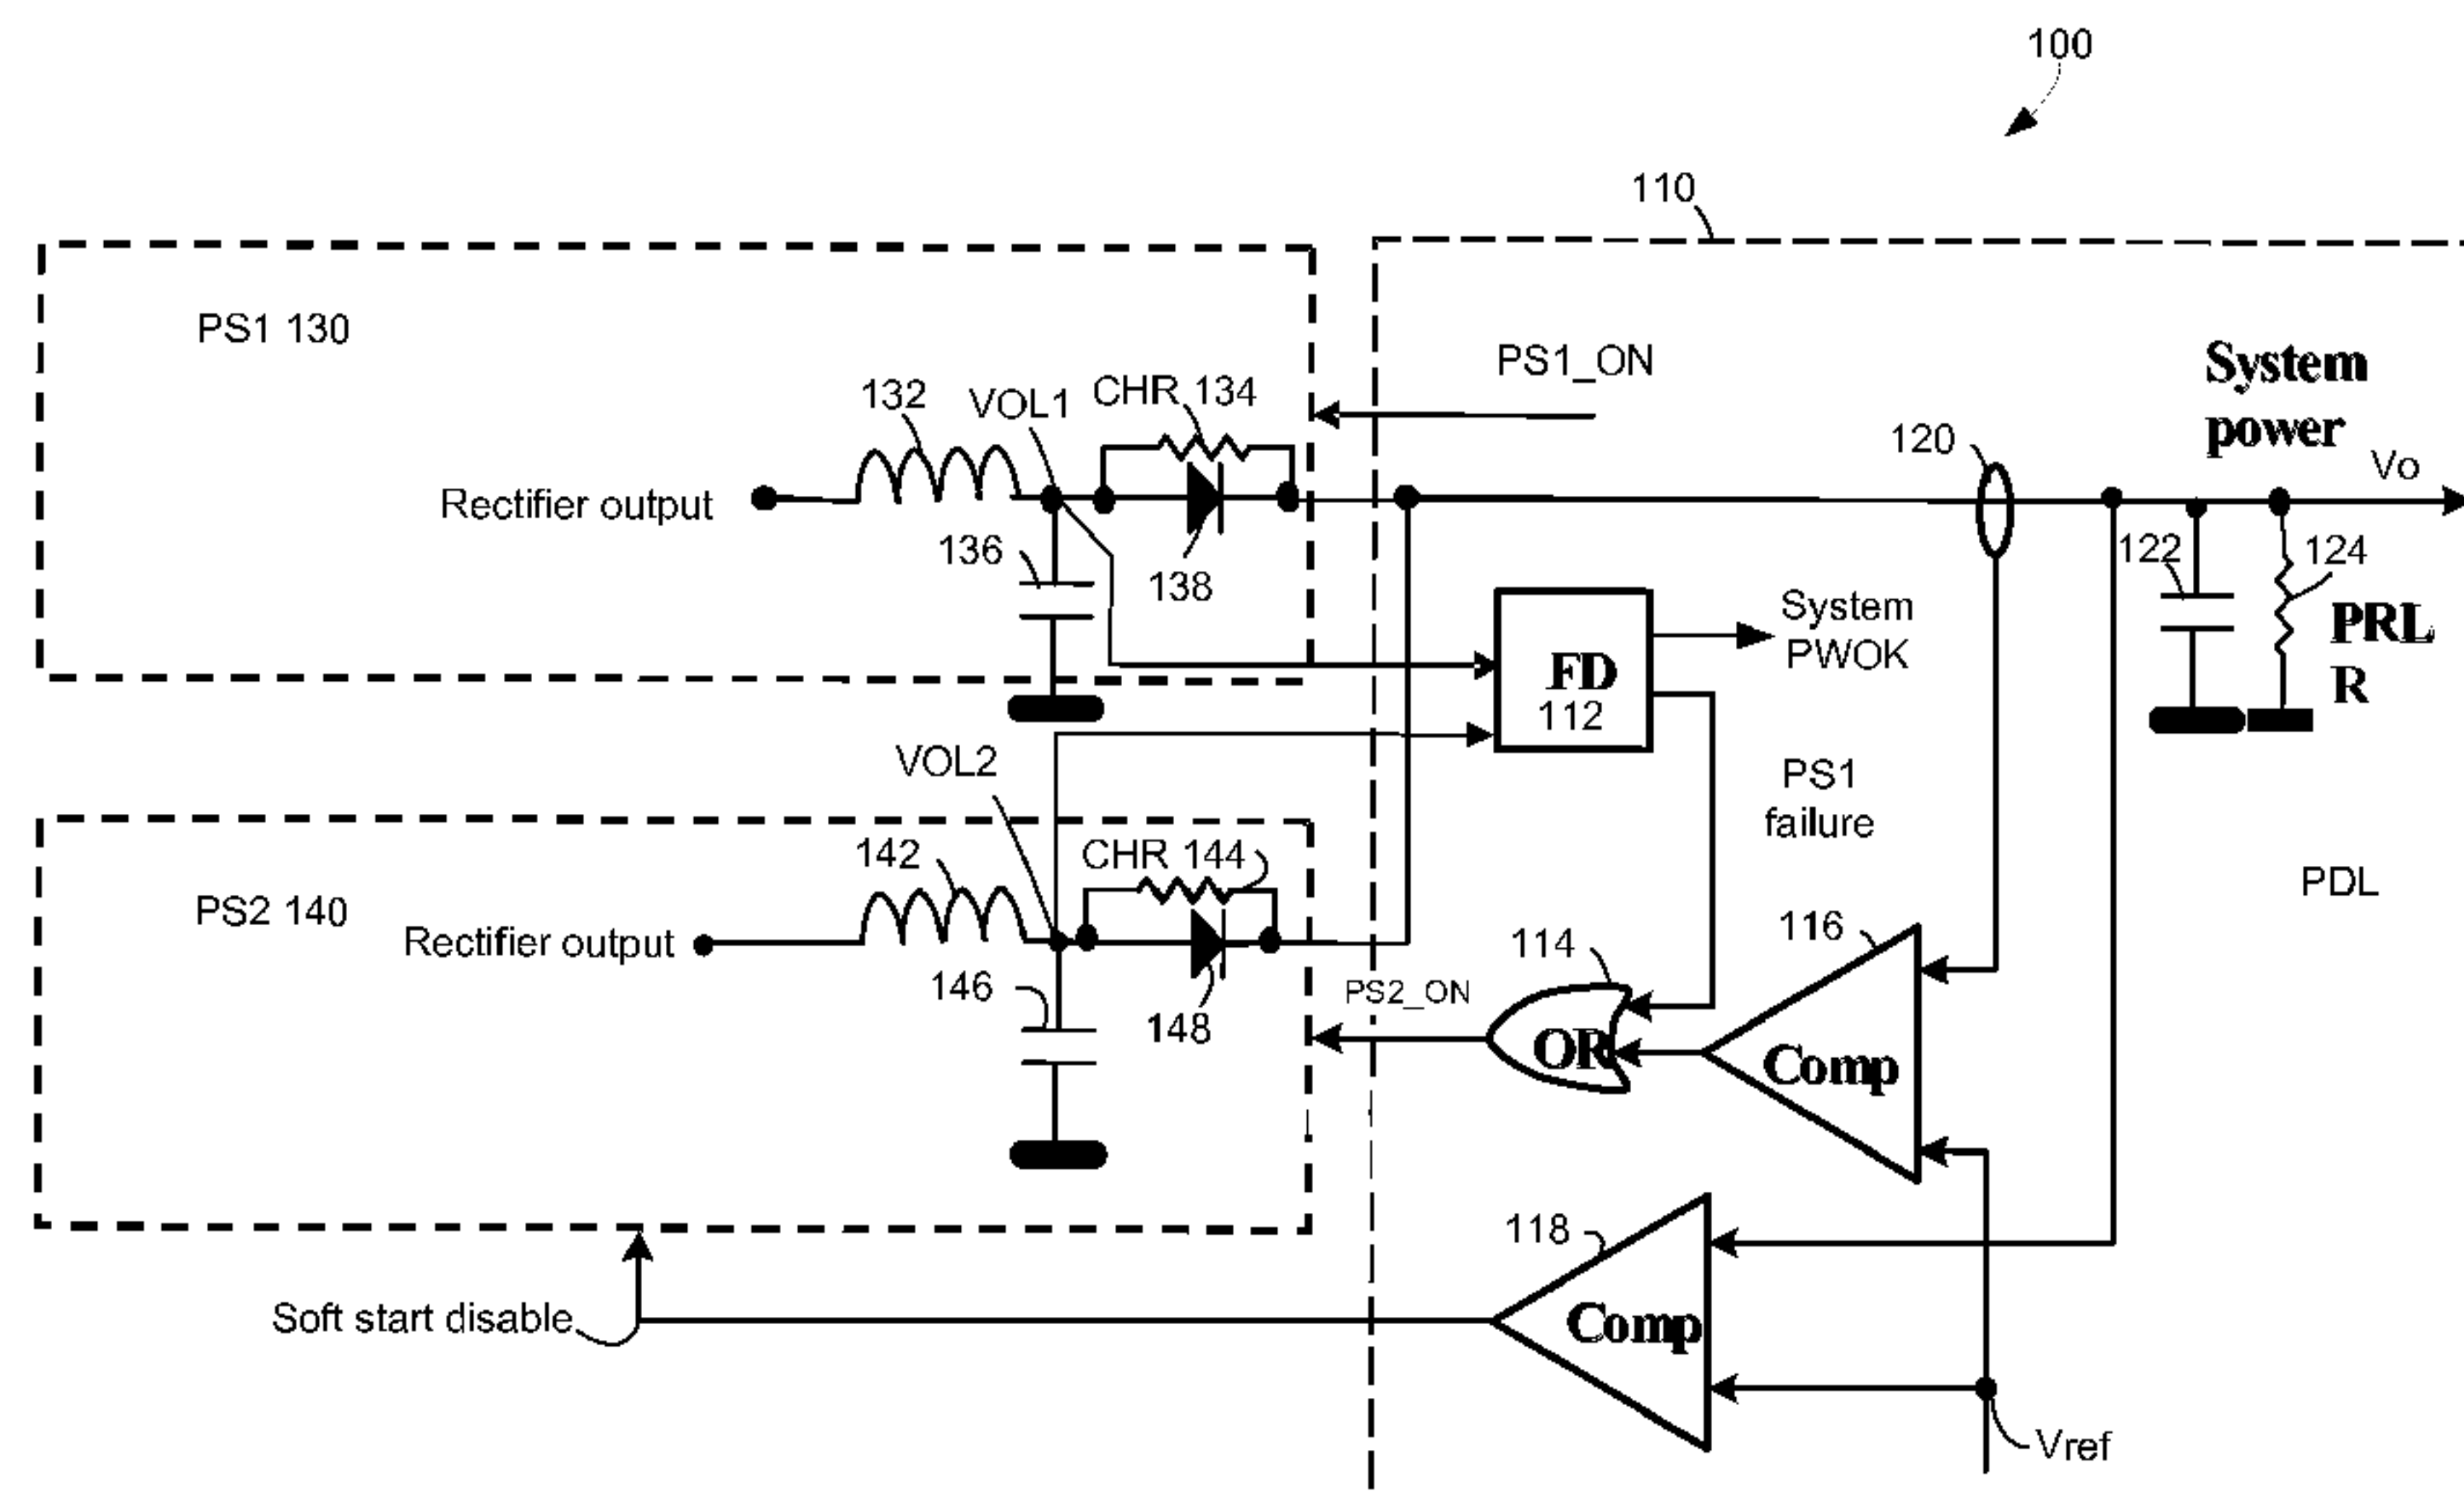 100
110
PS1 130
PS1_ON
System
power
132
VOL1
CHR 134
120
Vo
Rectifier output
136
138
122
124
System
PWOK
PRL
R
FD
112
VOL2
PS1
failure
142
CHR 144
PDL
PS2 140
Rectifier output
116
114
146
148
PS2_ON
OR
Comp
118
Soft start disable
Comp
Vref